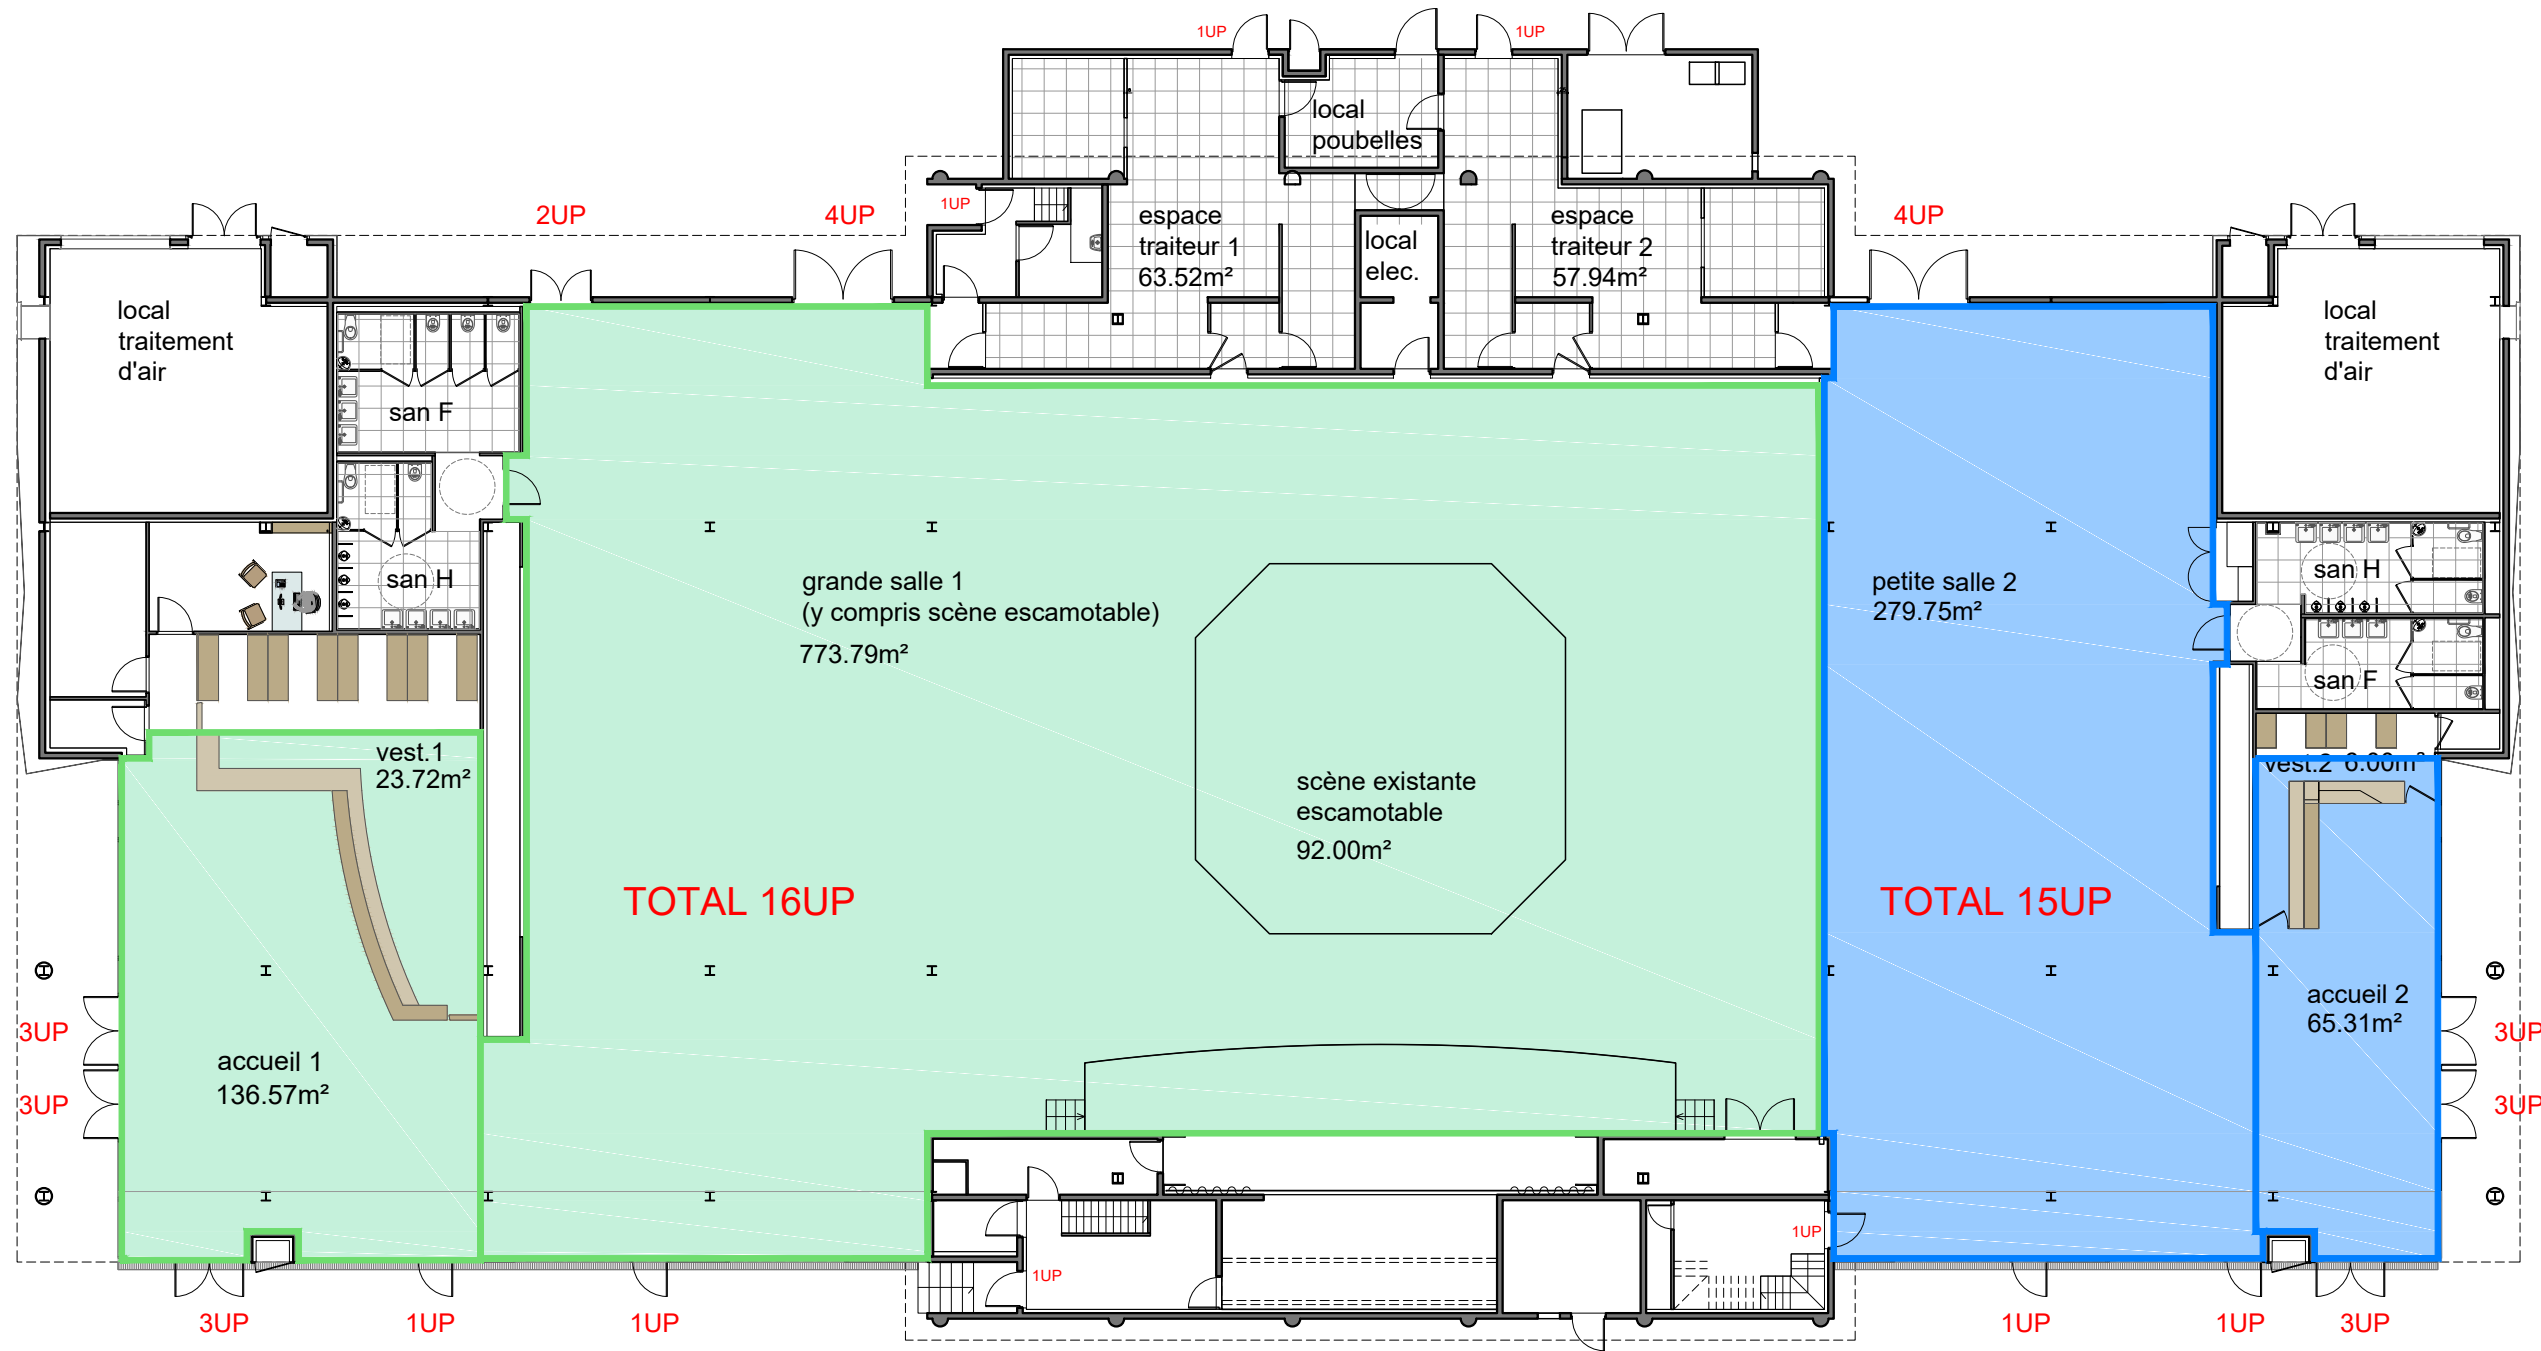 1UP
1UP
local
poubelles
2UP
4UP
1UP
espace
traiteur 1
63.52m²
local
elec.
espace
traiteur 2
57.94m²
4UP
local
traitement
d'air
local
traitement
d'air
san F
san H
grande salle 1
(y compris scène escamotable)
773.79m²
petite salle 2
279.75m²
san H
san F
vest.1
23.72m²
vest.2 6.00m²
scène existante
escamotable
92.00m²
TOTAL 16UP
TOTAL 15UP
accueil 1
136.57m²
accueil 2
65.31m²
3UP
3UP
3UP
3UP
1UP
1UP
3UP
1UP
1UP
1UP
1UP
3UP